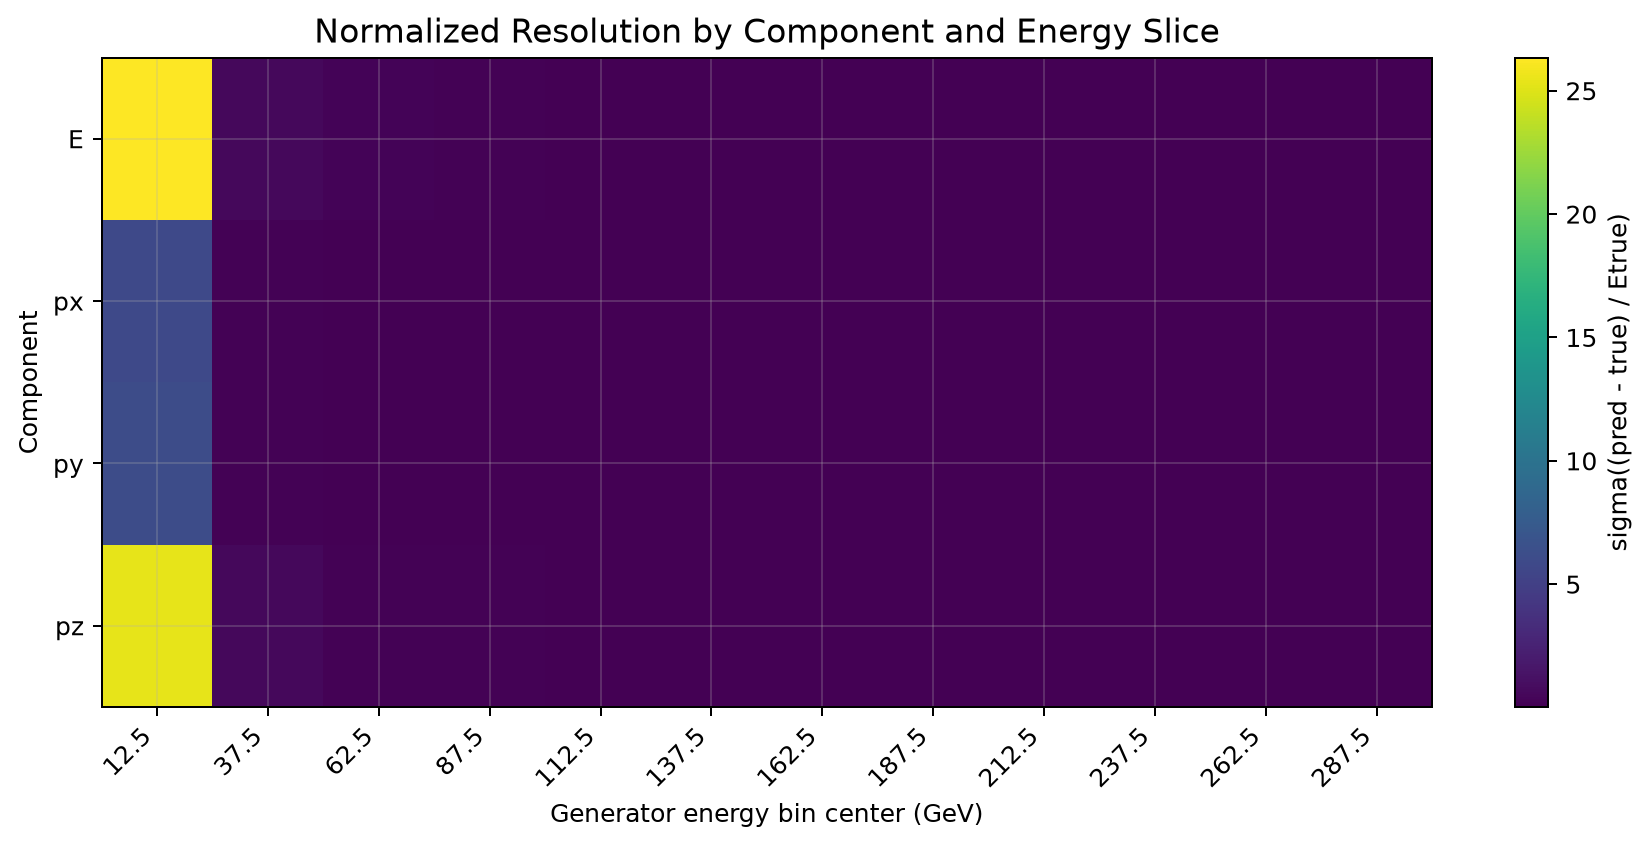 Normalized Resolution by Component and Energy Slice
E
px
py
pz
Component
12.5
37.5
62.5
87.5
112.5
137.5
162.5
187.5
212.5
237.5
262.5
287.5
Generator energy bin center (GeV)
25
20
15
10
5
sigma((pred - true) / Etrue)